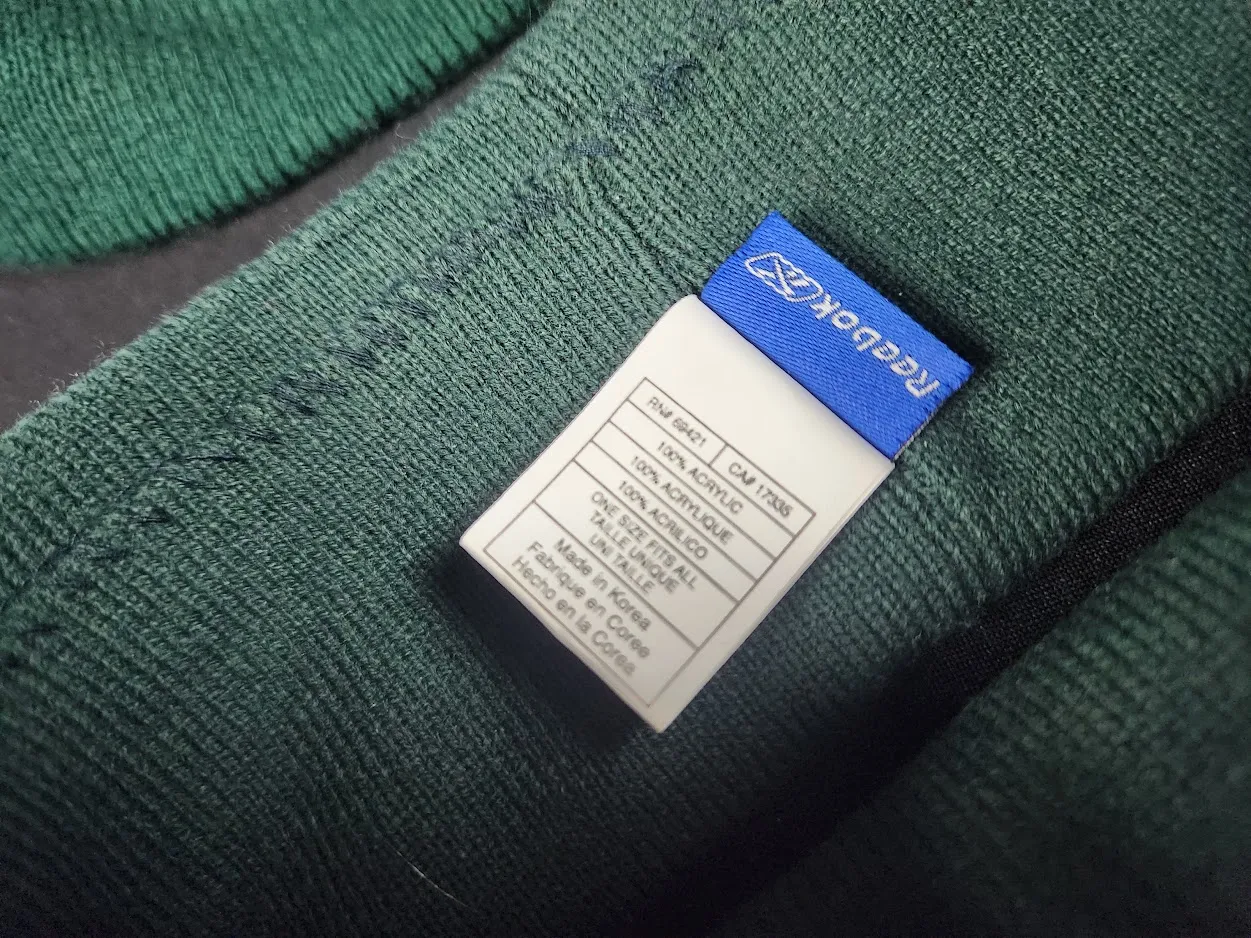 Reebok
RN# 69421 CA# 17335
100% ACRYLIC
100% ACRYLIQUE
100% ACRILICO
ONE SIZE FITS ALL
TAILLE UNIQUE
UNI TAILLE
Made in Korea
Fabrique en Coree
Hecho en la Corea